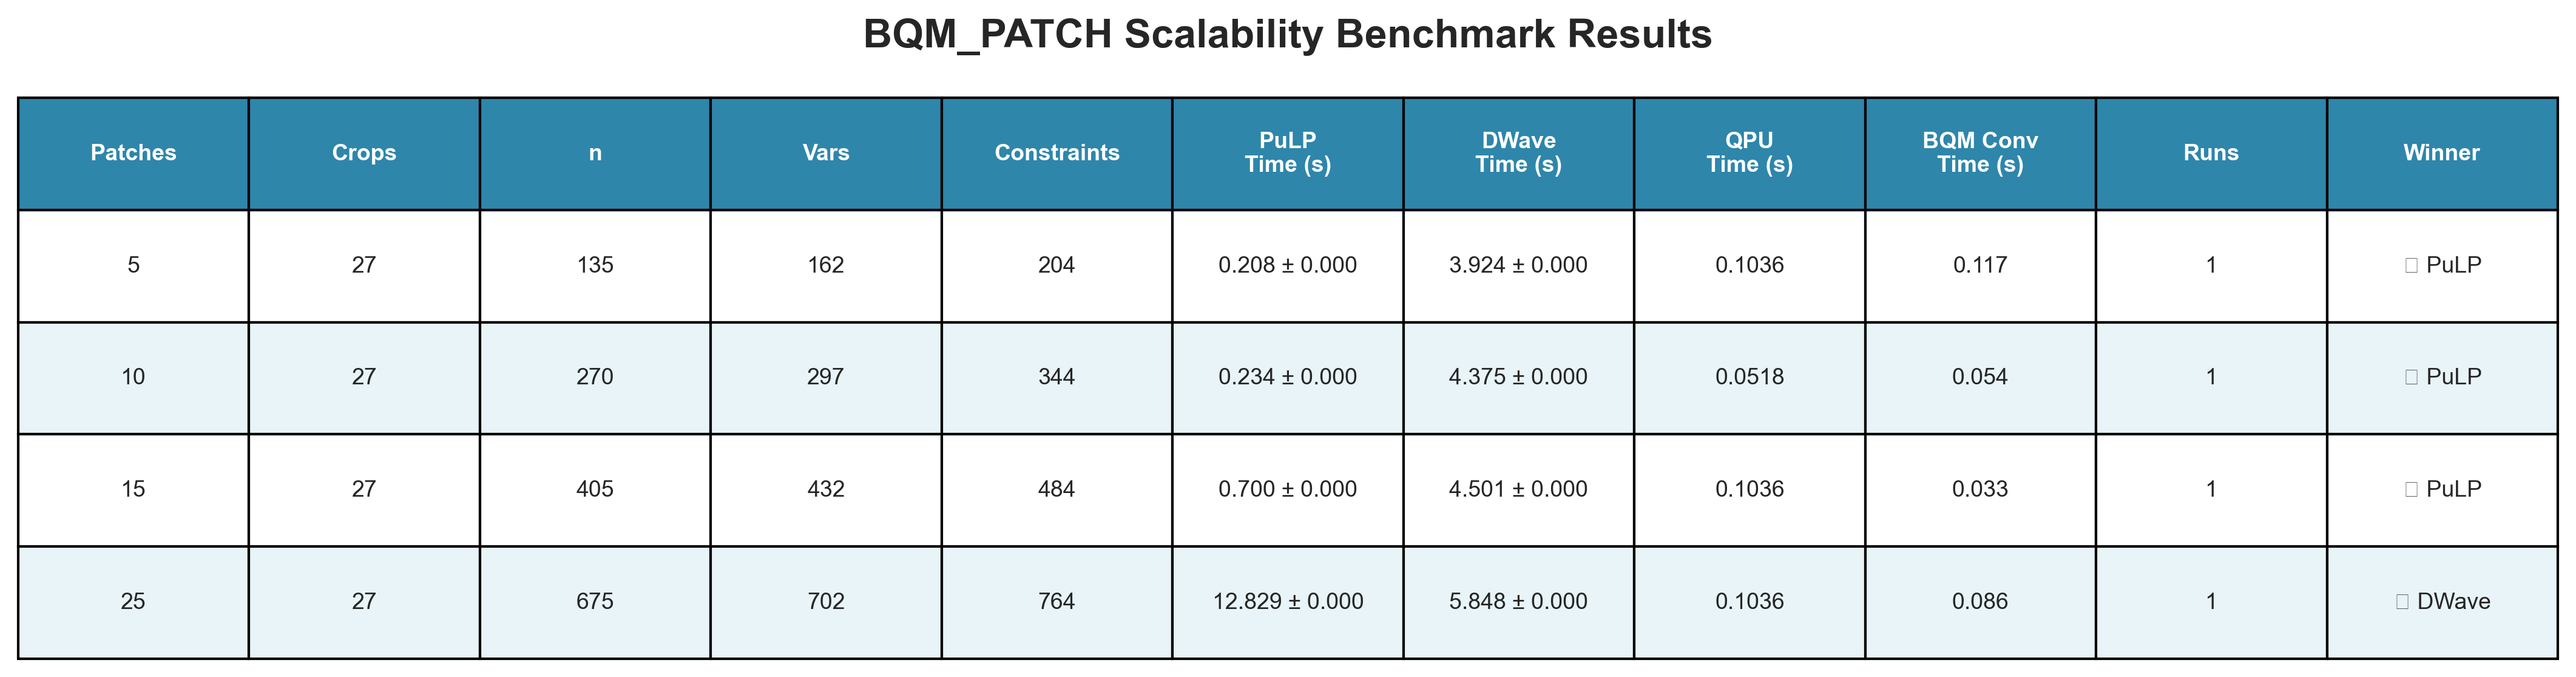 BQM_PATCH Scalability Benchmark Results
Patches Crops n Vars Constraints PuLP Time (s) DWave Time (s) QPU Time (s) BQM Conv Time (s) Runs Winner
5 27 135 162 204 0.208 ± 0.000 3.924 ± 0.000 0.1036 0.117 1 □ PuLP
10 27 270 297 344 0.234 ± 0.000 4.375 ± 0.000 0.0518 0.054 1 □ PuLP
15 27 405 432 484 0.700 ± 0.000 4.501 ± 0.000 0.1036 0.033 1 □ PuLP
25 27 675 702 764 12.829 ± 0.000 5.848 ± 0.000 0.1036 0.086 1 □ DWave